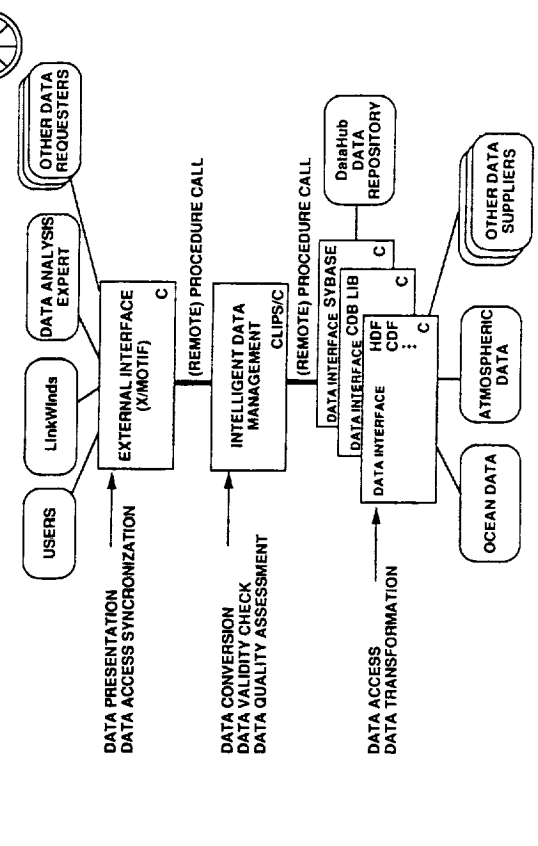 USERS
LInkWInds
DATA ANALYSIS
EXPERT
OTHER DATA
REQUESTERS
DATA PRESENTATION
DATA ACCESS SYNCRONIZATION
EXTERNAL INTERFACE
(X/MOTIF)
C
(REMOTE) PROCEDURE CALL
DATA CONVERSION
DATA VALIDITY CHECK
DATA QUALITY ASSESSMENT
INTELLIGENT DATA
MANAGEMENT
CLIPS/C
(REMOTE) PROCEDURE CALL
DATA INTERFACE SYBASE
C
DATA INTERFACE CDB LIB
C
DATA INTERFACE
HDF
CDF
⋮
C
DataHub
DATA
REPOSITORY
DATA ACCESS
DATA TRANSFORMATION
OCEAN DATA
ATMOSPHERIC
DATA
OTHER DATA
SUPPLIERS